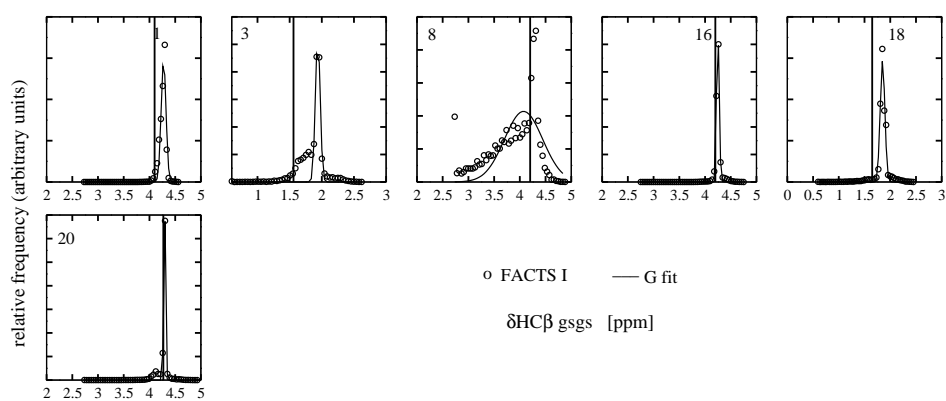 1 3 8 16 18
2 2.5 3 3.5 4 4.5 5 1 1.5 2 2.5 3 2 2.5 3 3.5 4 4.5 5 2 2.5 3 3.5 4 4.5 5 0 0.5 1 1.5 2 2.5 3
20
relative frequency (arbitrary units)
o FACTS I — G fit
δHCβ gsgs [ppm]
2 2.5 3 3.5 4 4.5 5